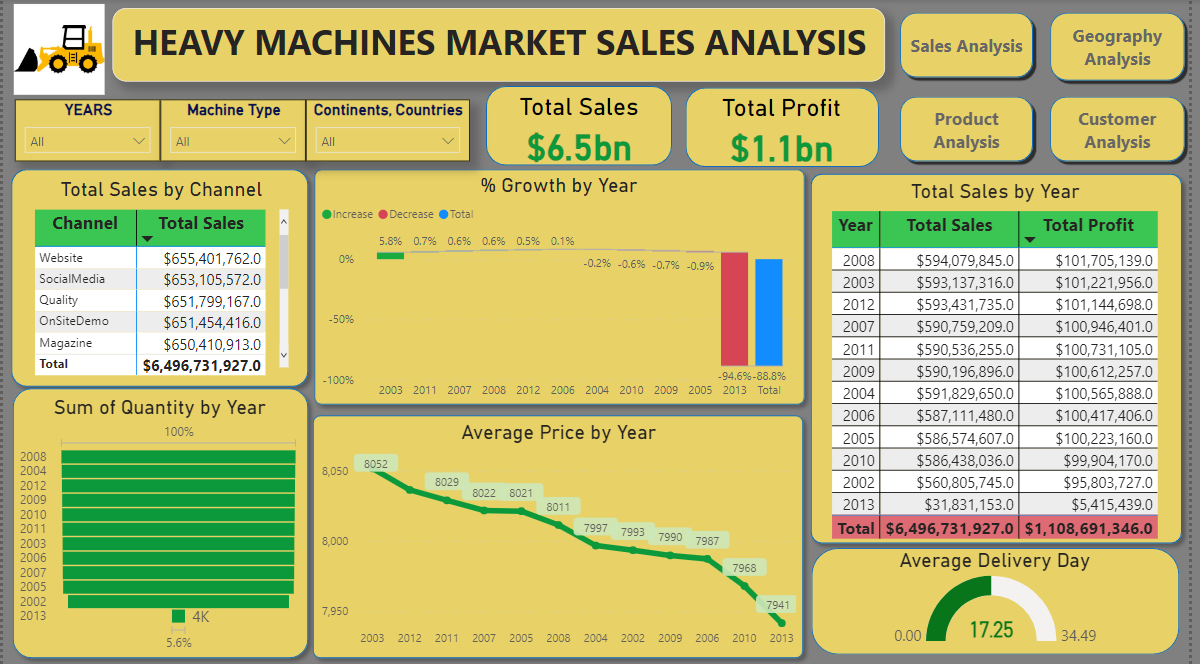 HEAVY MACHINES MARKET SALES ANALYSIS
Sales Analysis
Geography
Analysis
Product
Analysis
Customer
Analysis
YEARS
All
Machine Type
All
Continents, Countries
All
Total Sales
$6.5bn
Total Profit
$1.1bn
Total Sales by Channel
Channel Total Sales
Website $655,401,762.0
SocialMedia $653,105,572.0
Quality $651,799,167.0
OnSiteDemo $651,454,416.0
Magazine $650,410,913.0
Total $6,496,731,927.0
% Growth by Year
Increase Decrease Total
5.8% 0.7% 0.6% 0.6% 0.5% 0.1%
-0.2% -0.6% -0.7% -0.9%
0%
-50%
-100%
-94.6% -88.8%
2003 2011 2007 2008 2012 2006 2004 2010 2009 2005 2013 Total
Total Sales by Year
Year Total Sales Total Profit
2008 $594,079,845.0 $101,705,139.0
2003 $593,137,316.0 $101,221,956.0
2012 $593,431,735.0 $101,144,698.0
2007 $590,759,209.0 $100,946,401.0
2011 $590,536,255.0 $100,731,105.0
2009 $590,196,896.0 $100,612,257.0
2004 $591,829,650.0 $100,565,888.0
2006 $587,111,480.0 $100,417,406.0
2005 $586,574,607.0 $100,223,160.0
2010 $586,438,036.0 $99,904,170.0
2002 $560,805,745.0 $95,803,727.0
2013 $31,831,153.0 $5,415,439.0
Total $6,496,731,927.0 $1,108,691,346.0
Sum of Quantity by Year
100%
2008
2004
2012
2009
2010
2011
2003
2006
2007
2005
2002
2013 4K
5.6%
Average Price by Year
8,050
8,000
7,950
8052
8029
8022
8021
8011
7997
7993
7990
7987
7968
7941
2003 2012 2011 2007 2005 2008 2004 2002 2009 2006 2010 2013
Average Delivery Day
0.00 17.25 34.49